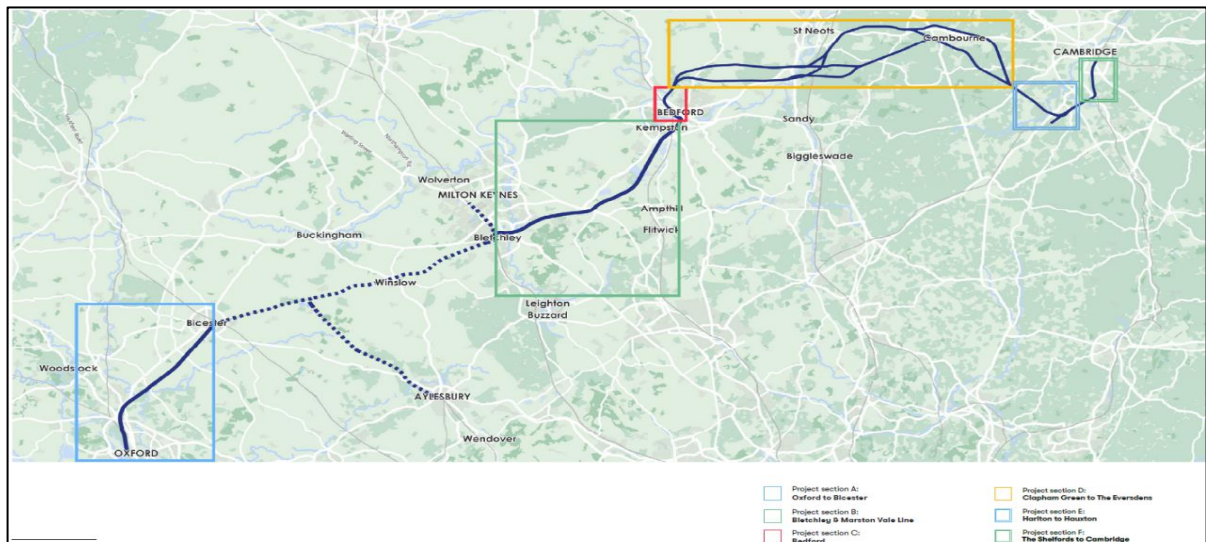 St Neots
Cambourne
CAMBRIDGE
BEDFORD
Kempston
Sandy
Biggleswade
Wolverton
MILTON KEYNES
Ampthill
Flitwick
Buckingham
Bletchley
Winslow
Leighton
Buzzard
Bicester
Woodstock
AYLESBURY
Wendover
OXFORD
Project section A:
Oxford to Bicester
Project section B:
Bletchley & Marston Vale Line
Project section C:
Bedford
Project section D:
Clapham Green to The Eversdens
Project section E:
Harlton to Hauxton
Project section F:
The Shelfords to Cambridge